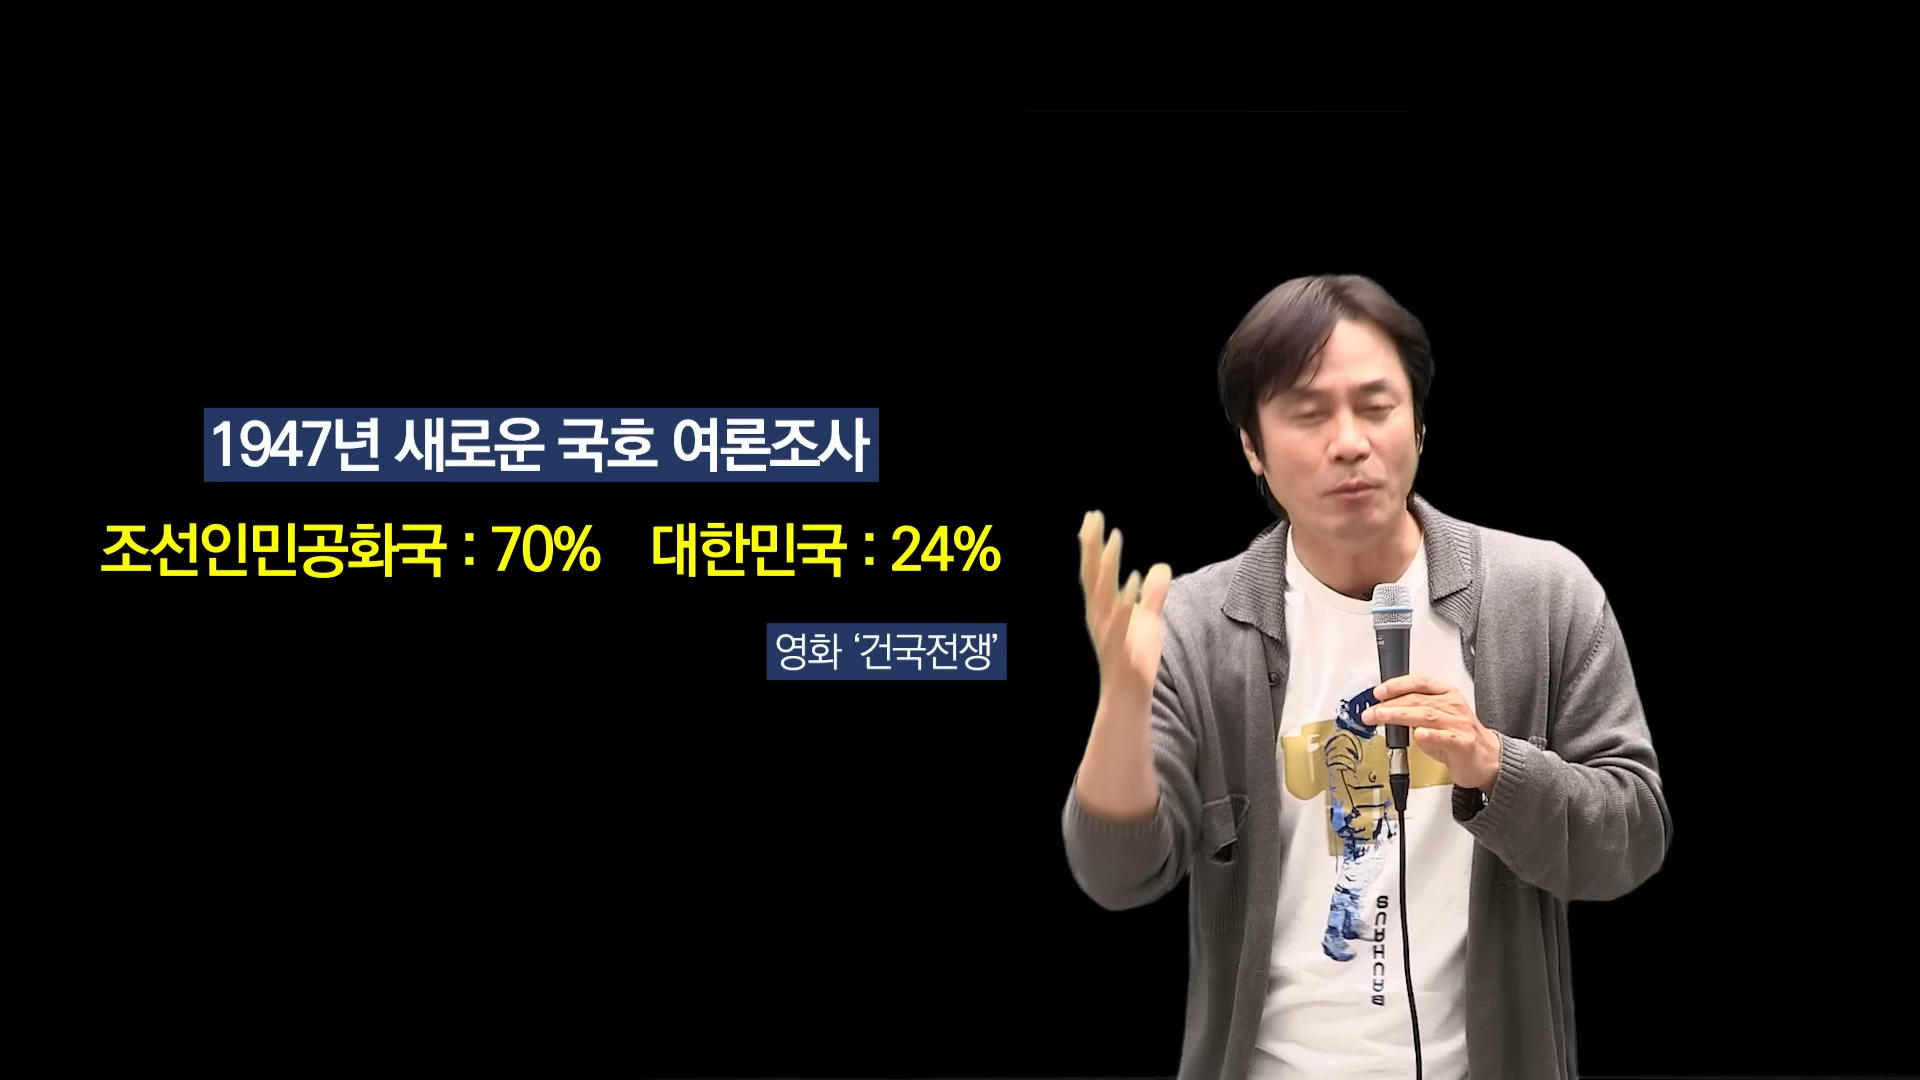 1947년 새로운 국호 여론조사
조선인민공화국 : 70% 대한민국 : 24%
영화 ‘건국전쟁’